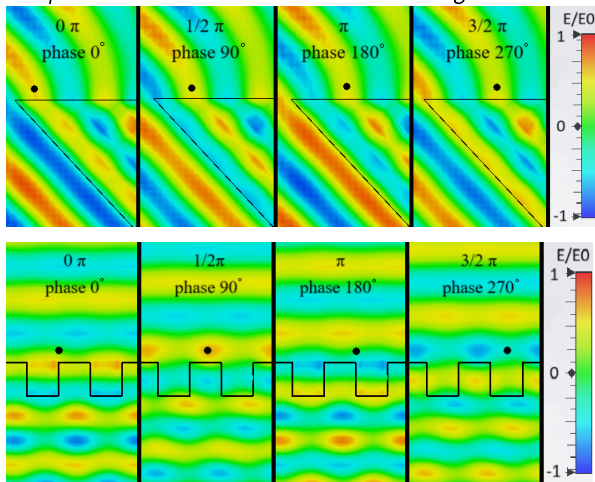 0 π 1/2 π π 3/2 π E/E0
phase 0° phase 90° phase 180° phase 270° 1
0
-1
0 π 1/2π π 3/2 π E/E0
phase 0° phase 90° phase 180° phase 270° 1
0
-1